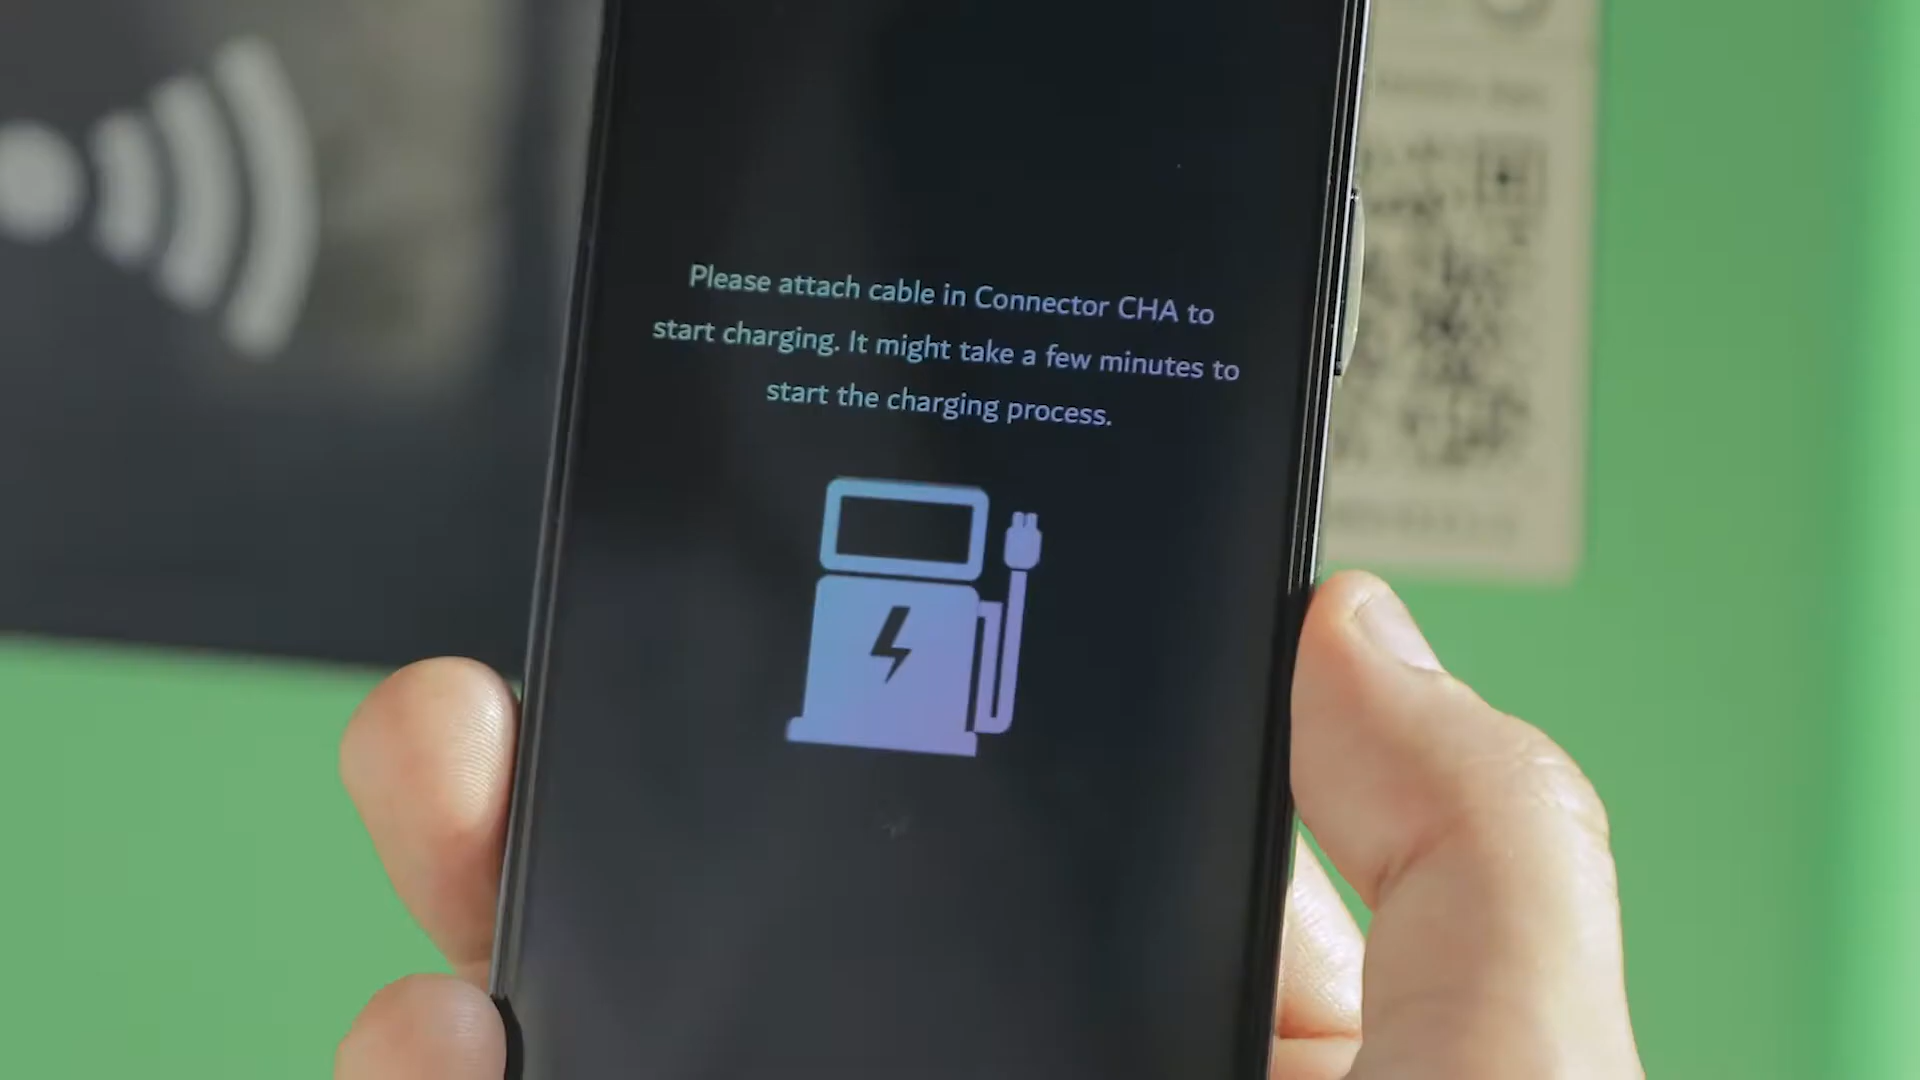 Please attach cable in Connector CHA to
start charging. It might take a few minutes to
start the charging process.